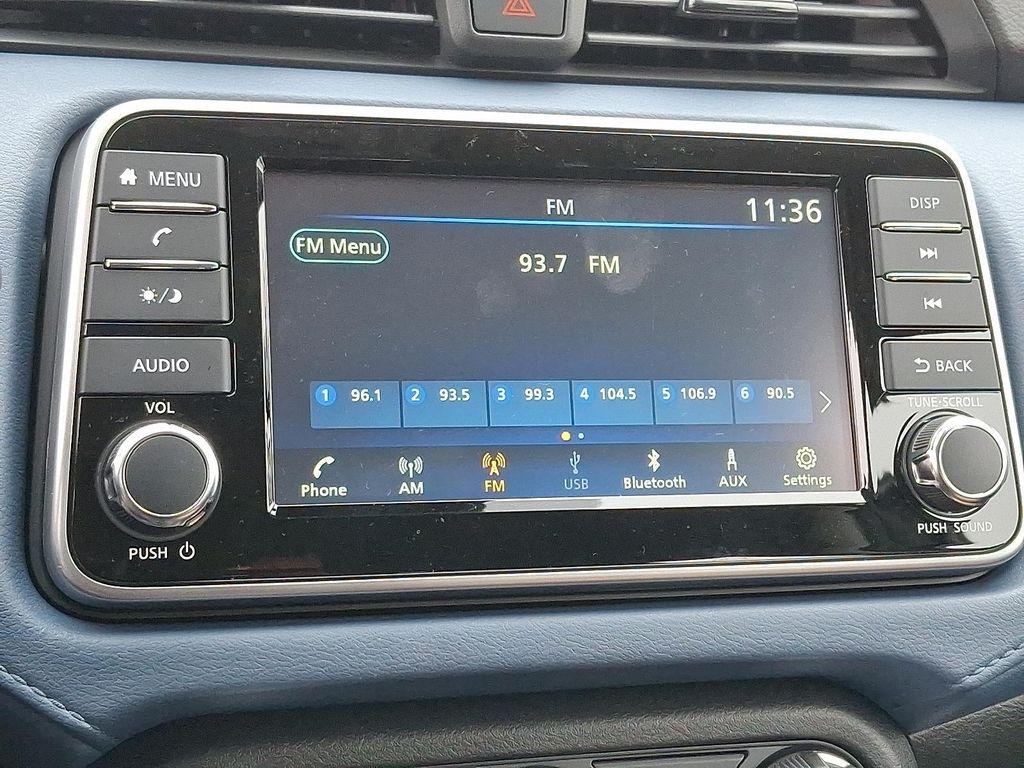 MENU
AUDIO
VOL
PUSH
FM
11:36
FM Menu
93.7 FM
1 96.1 2 93.5 3 99.3 4 104.5 5 106.9 6 90.5
Phone AM FM USB Bluetooth AUX Settings
DISP
BACK
TUNE·SCROLL
PUSH SOUND